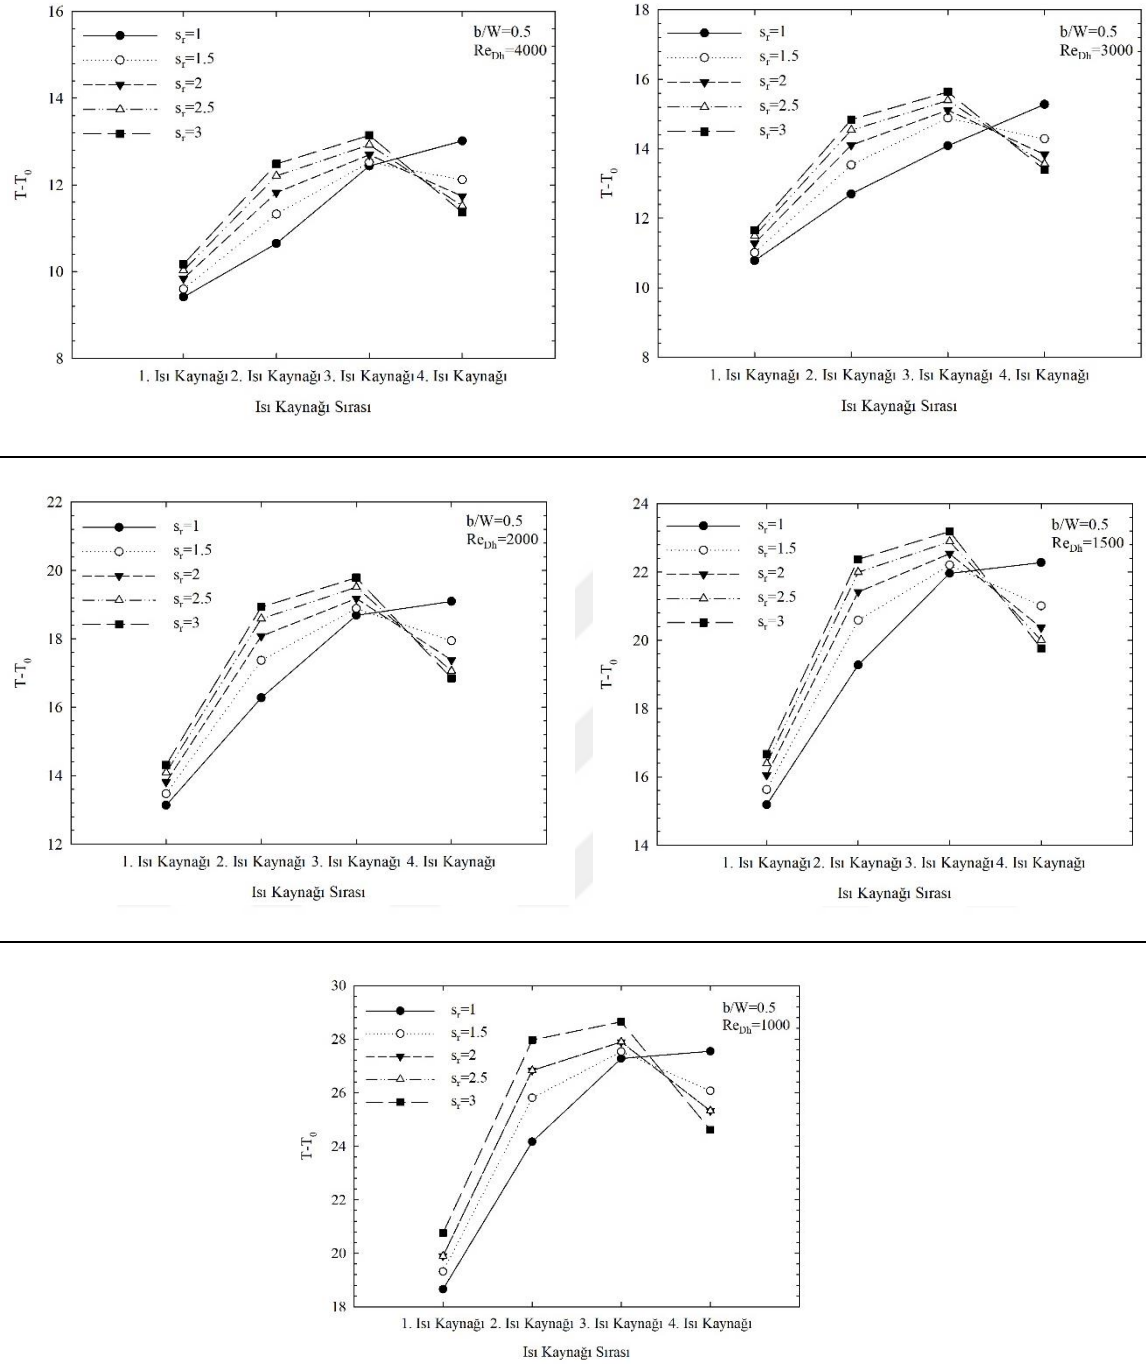 16
14
12
10
8
T-T₀
sᵣ=1
sᵣ=1.5
sᵣ=2
sᵣ=2.5
sᵣ=3
b/W=0.5
Re_Dh=4000
1. Isı Kaynağı 2. Isı Kaynağı 3. Isı Kaynağı 4. Isı Kaynağı
Isı Kaynağı Sırası
18
16
14
12
10
8
T-T₀
sᵣ=1
sᵣ=1.5
sᵣ=2
sᵣ=2.5
sᵣ=3
b/W=0.5
Re_Dh=3000
1. Isı Kaynağı 2. Isı Kaynağı 3. Isı Kaynağı 4. Isı Kaynağı
Isı Kaynağı Sırası
22
20
18
16
14
12
T-T₀
sᵣ=1
sᵣ=1.5
sᵣ=2
sᵣ=2.5
sᵣ=3
b/W=0.5
Re_Dh=2000
1. Isı Kaynağı 2. Isı Kaynağı 3. Isı Kaynağı 4. Isı Kaynağı
Isı Kaynağı Sırası
24
22
20
18
16
14
T-T₀
sᵣ=1
sᵣ=1.5
sᵣ=2
sᵣ=2.5
sᵣ=3
b/W=0.5
Re_Dh=1500
1. Isı Kaynağı 2. Isı Kaynağı 3. Isı Kaynağı 4. Isı Kaynağı
Isı Kaynağı Sırası
30
28
26
24
22
20
18
T-T₀
sᵣ=1
sᵣ=1.5
sᵣ=2
sᵣ=2.5
sᵣ=3
b/W=0.5
Re_Dh=1000
1. Isı Kaynağı 2. Isı Kaynağı 3. Isı Kaynağı 4. Isı Kaynağı
Isı Kaynağı Sırası